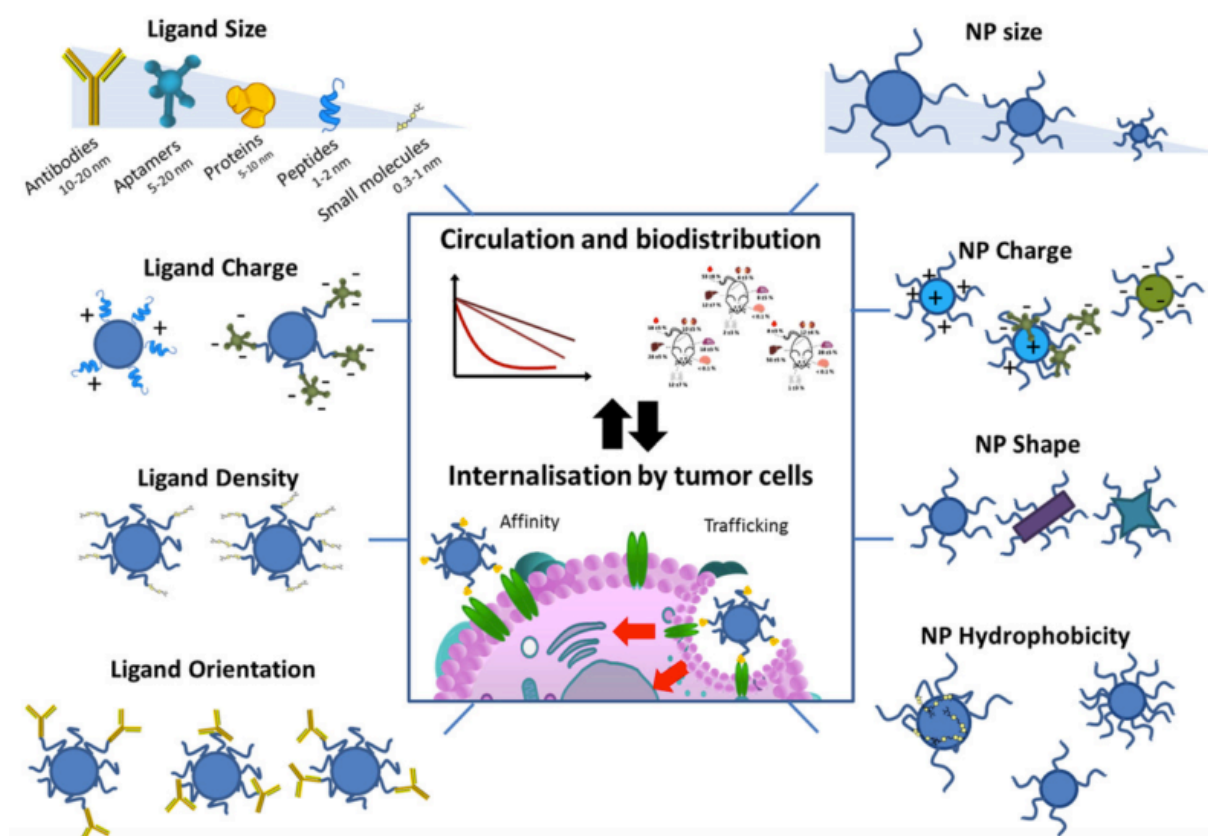 Ligand Size
Antibodies
10-20 nm
Aptamers
5-20 nm
Proteins
5-10 nm
Peptides
1-2 nm
Small molecules
0.3-1 nm
NP size
Ligand Charge
+
+
- - - - - - - - -
Circulation and biodistribution
NP Charge
+ + + + +
- - - - - -
+ + - - -
Ligand Density
Internalisation by tumor cells
Affinity
Trafficking
NP Shape
Ligand Orientation
NP Hydrophobicity